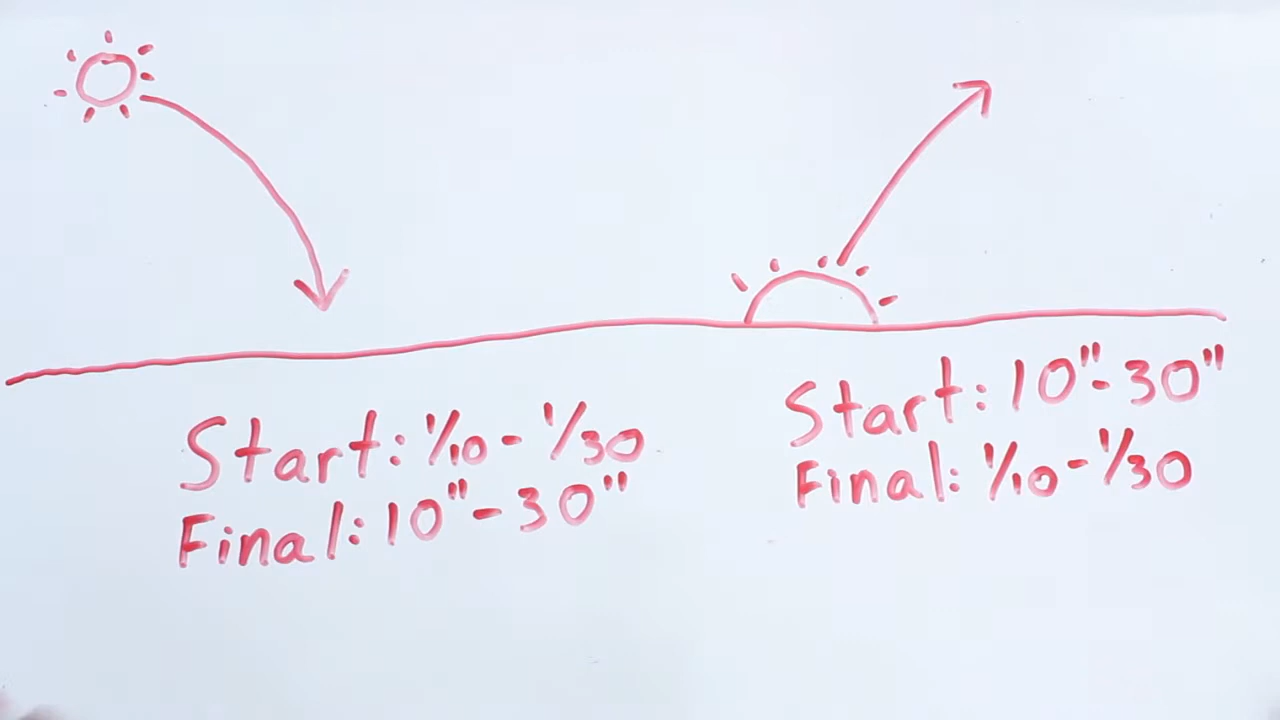 Start: 1/10 - 1/30
Final: 10" - 30"
Start: 10" - 30"
Final: 1/10 - 1/30